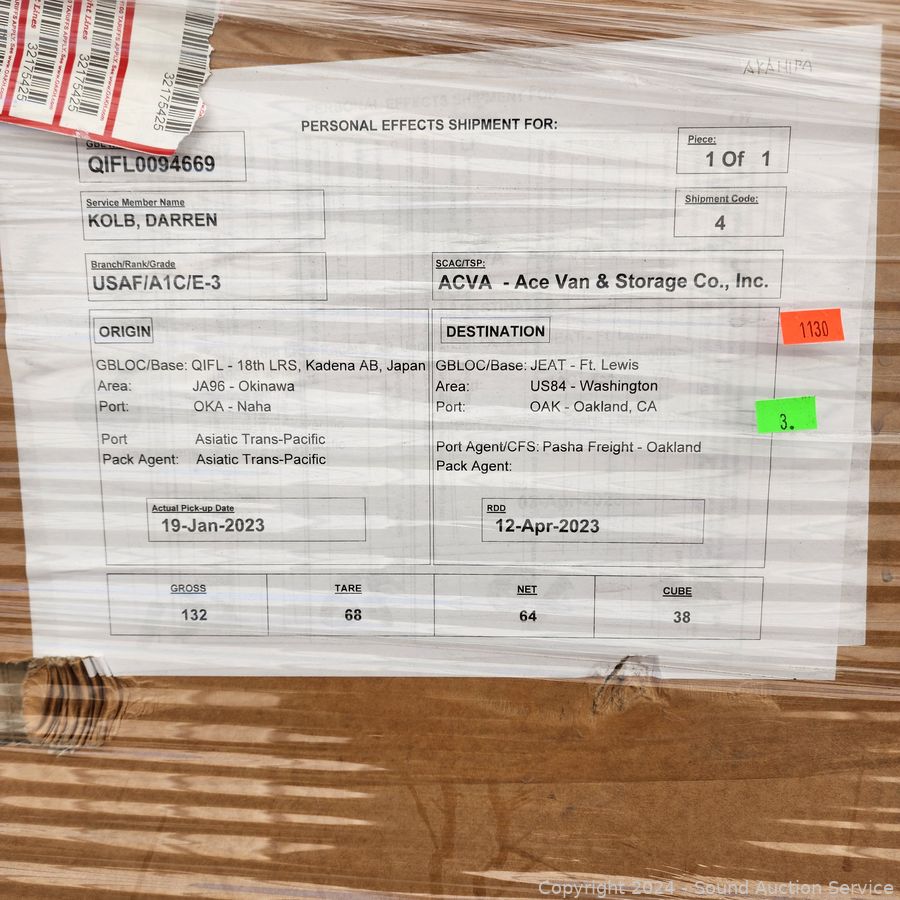 32175425
32175425
32175425
AKAHIRA
PERSONAL EFFECTS SHIPMENT FOR:
QIFL0094669
Piece:
1 Of 1
Service Member Name
KOLB, DARREN
Shipment Code:
4
Branch/Rank/Grade
USAF/A1C/E-3
SCAC/TSP:
ACVA - Ace Van & Storage Co., Inc.
ORIGIN
GBLOC/Base: QIFL - 18th LRS, Kadena AB, Japan
Area: JA96 - Okinawa
Port: OKA - Naha
Port Asiatic Trans-Pacific
Pack Agent: Asiatic Trans-Pacific
Actual Pick-up Date
19-Jan-2023
DESTINATION
GBLOC/Base: JEAT - Ft. Lewis
Area: US84 - Washington
Port: OAK - Oakland, CA
Port Agent/CFS: Pasha Freight - Oakland
Pack Agent:
RDD
12-Apr-2023
1130
3.
GROSS TARE NET CUBE
132 68 64 38
Copyright 2024 - Sound Auction Service